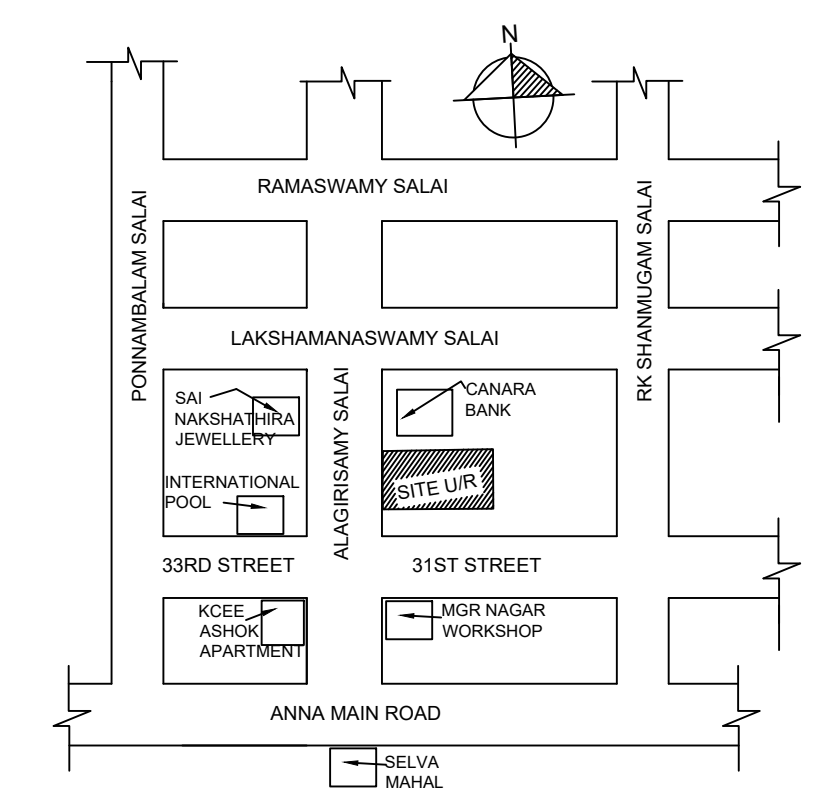 N
RAMASWAMY SALAI
PONNAMBALAM SALAI
RK SHANMUGAM SALAI
LAKSHAMANASWAMY SALAI
ALAGIRISAMY SALAI
SAI
NAKSHATHIRA
JEWELLERY
CANARA
BANK
INTERNATIONAL
POOL
SITE U/R
33RD STREET
31ST STREET
KCEE
ASHOK
APARTMENT
MGR NAGAR
WORKSHOP
ANNA MAIN ROAD
SELVA
MAHAL